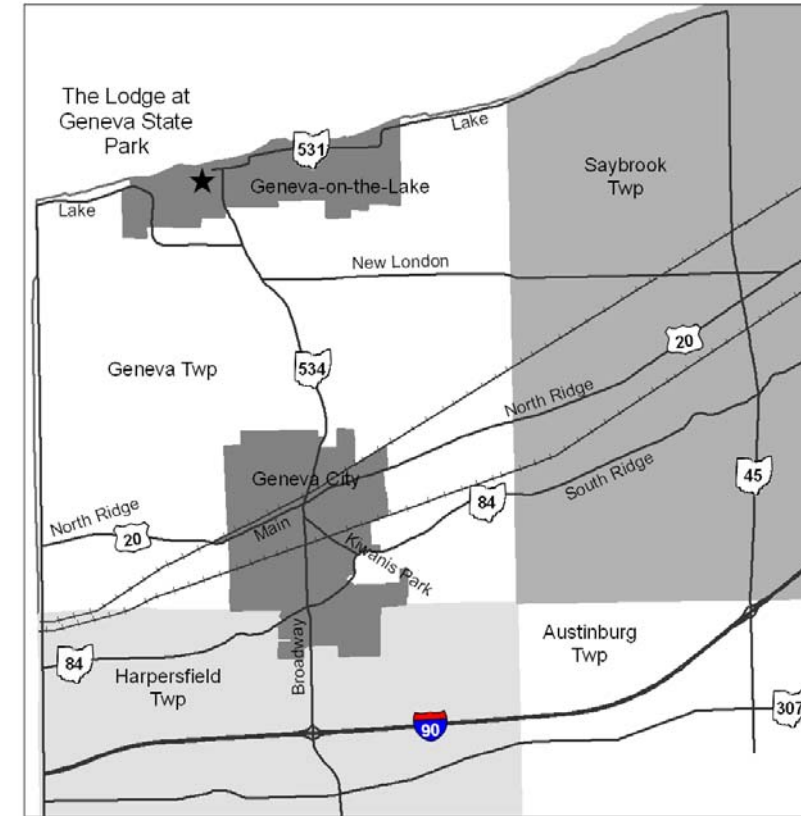 The Lodge at
Geneva State
Park
531
Lake
Geneva-on-the-Lake
Saybrook
Twp
Lake
New London
20
534
Geneva Twp
North Ridge
Geneva City
45
South Ridge
84
North Ridge
20
Main
Kiwanis Park
Austinburg
Twp
84
Harpersfield
Twp
Broadway
307
90